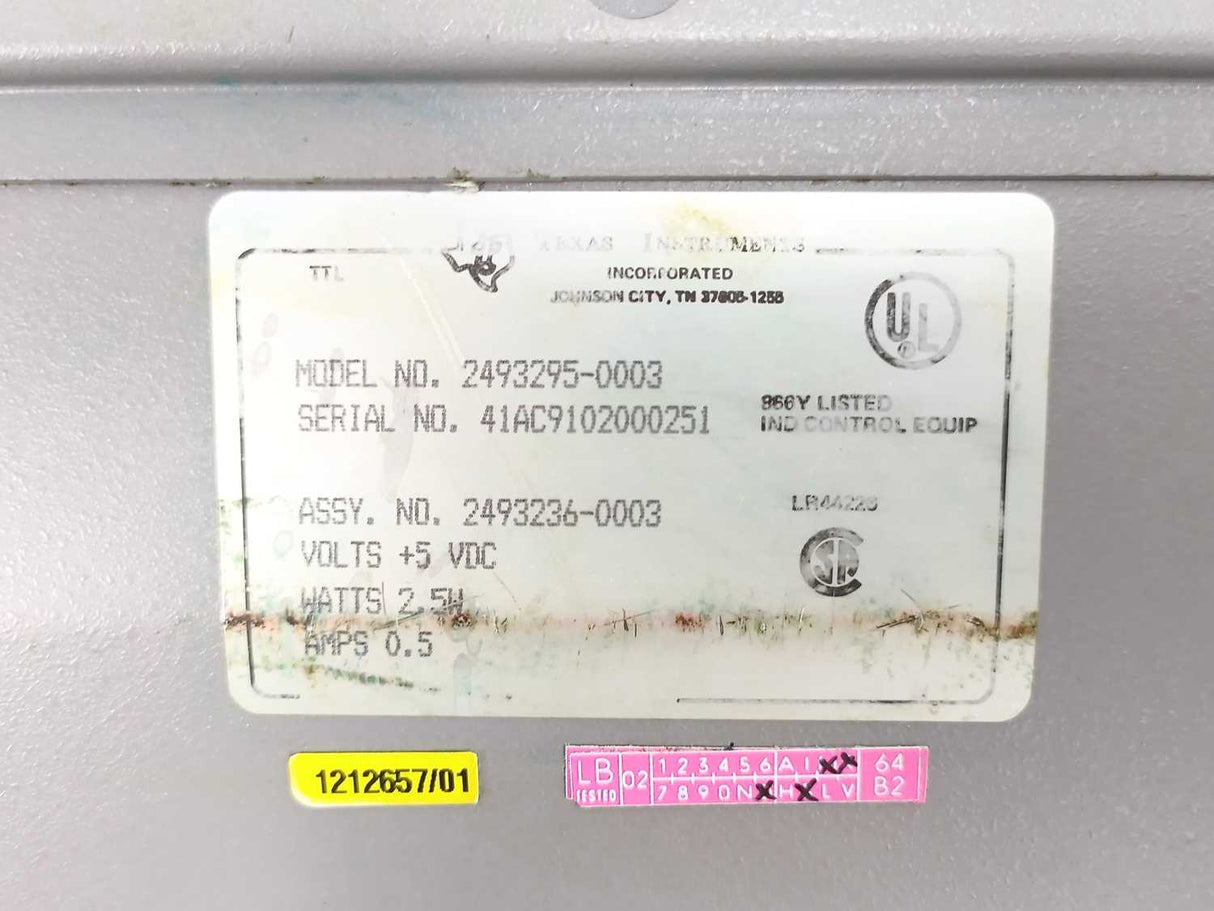 TEXAS INSTRUMENTS
TTL
INCORPORATED
JOHNSON CITY, TN 37605-1255
UL
MODEL NO. 2493295-0003
SERIAL NO. 41AC9102000251
866Y LISTED
IND CONTROL EQUIP
ASSY. NO. 2493236-0003
LR44226
VOLTS +5 VDC
WATTS 2.5W
AMPS 0.5
1212657/01
LB TESTED
02
1 2 3 4 5 6 A I
7 8 9 0 N H L V
64
B2